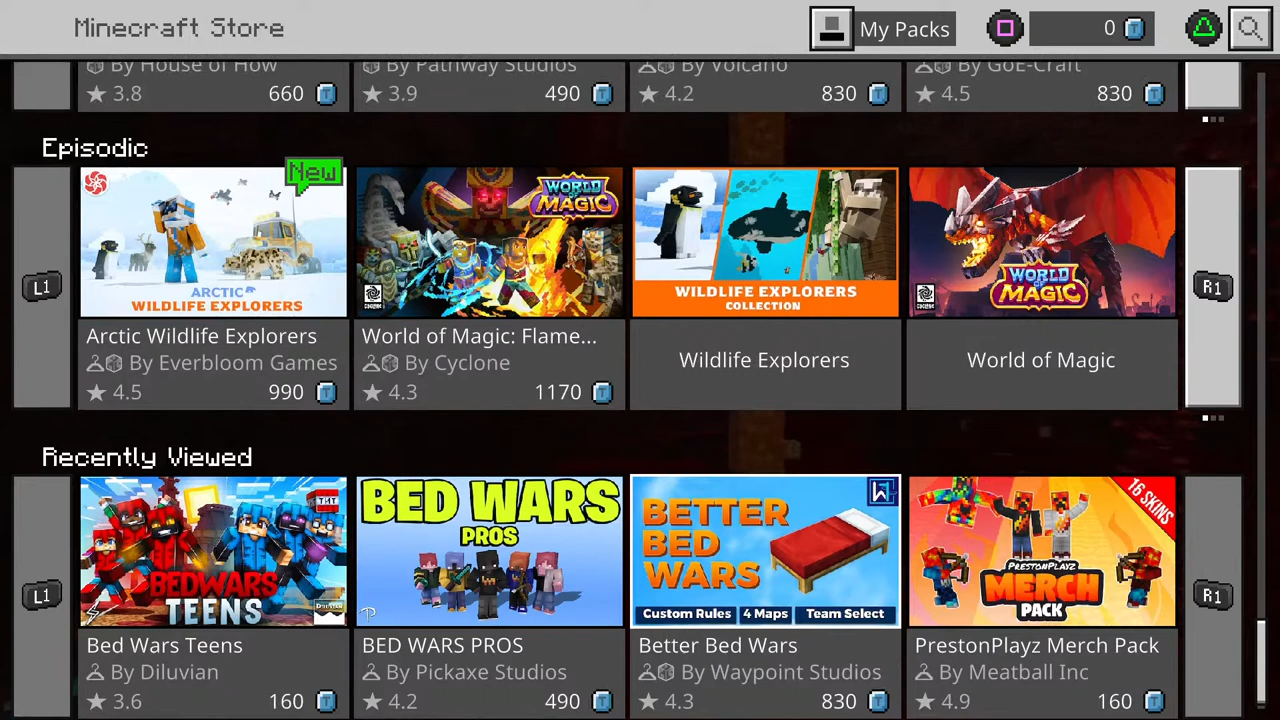 Minecraft Store
My Packs
0
By House of How
3.8 660
By Pathway Studios
3.9 490
By Volcano
4.2 830
By GoE-Craft
4.5 830
Episodic
New
ARCTIC
WILDLIFE EXPLORERS
WORLD
OF
MAGIC
CYCLONE
WILDLIFE EXPLORERS
COLLECTION
WORLD
OF
MAGIC
CYCLONE
L1
R1
Arctic Wildlife Explorers
By Everbloom Games
4.5 990
World of Magic: Flame...
By Cyclone
4.3 1170
Wildlife Explorers
World of Magic
Recently Viewed
TNT
BEDWARS
TEENS
BED WARS
PROS
BETTER
BED
WARS
Custom Rules 4 Maps Team Select
16 SKINS
PRESTONPLAYZ
MERCH
PACK
L1
R1
Bed Wars Teens
By Diluvian
3.6 160
BED WARS PROS
By Pickaxe Studios
4.2 490
Better Bed Wars
By Waypoint Studios
4.3 830
PrestonPlayz Merch Pack
By Meatball Inc
4.9 160